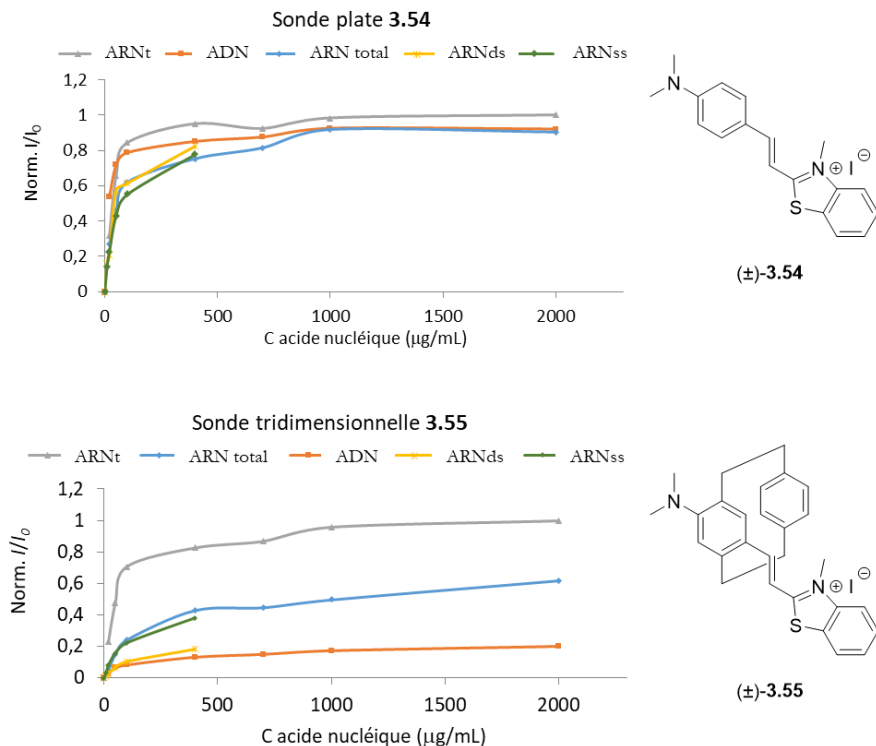 Sonde plate 3.54
ARNt ADN ARN total ARNds ARNss
1,2
1
0,8
0,6
0,4
0,2
0
Norm. I/I0
0 500 1000 1500 2000
C acide nucléique (µg/mL)
N
N
+
I
−
S
(±)-3.54
Sonde tridimensionnelle 3.55
ARNt ARN total ADN ARNds ARNss
1,2
1
0,8
0,6
0,4
0,2
0
Norm. I/I0
0 500 1000 1500 2000
C acide nucléique (µg/mL)
N
N
+
I
−
S
(±)-3.55